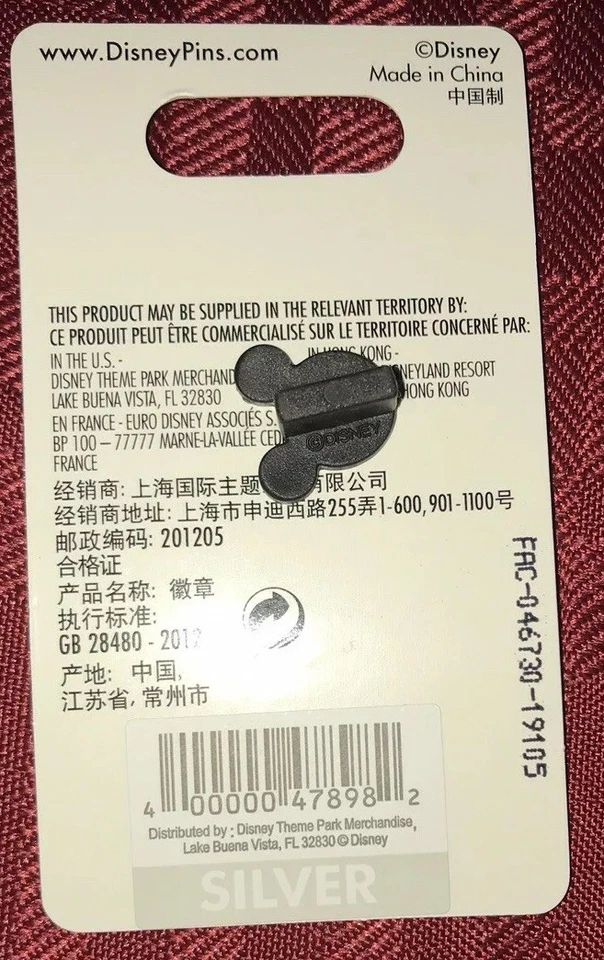 www.DisneyPins.com
©Disney
Made in China
中国制
THIS PRODUCT MAY BE SUPPLIED IN THE RELEVANT TERRITORY BY:
CE PRODUIT PEUT ÊTRE COMMERCIALISÉ SUR LE TERRITOIRE CONCERNÉ PAR:
IN THE U.S. -
DISNEY THEME PARK
LAKE BUENA VISTA, FL 32830
EN FRANCE - EURO DISNEY ASSOCIÉS
BP 100 – 77777 MARNE-LA-VALLÉE
FRANCE
KONG -
RESORT
HONG KONG
©DISNEY
经销商: 上海国际主题 有限公司
经销商地址: 上海市申迪西路255弄1-600,901-1100号
邮政编码: 201205
合格证
产品名称: 徽章
执行标准:
GB 28480 - 2012
产地: 中国,
江苏省, 常州市
FAC-046730-19105
4 00000 47898 2
Distributed by : Disney Theme Park Merchandise,
Lake Buena Vista, FL 32830 © Disney
SILVER